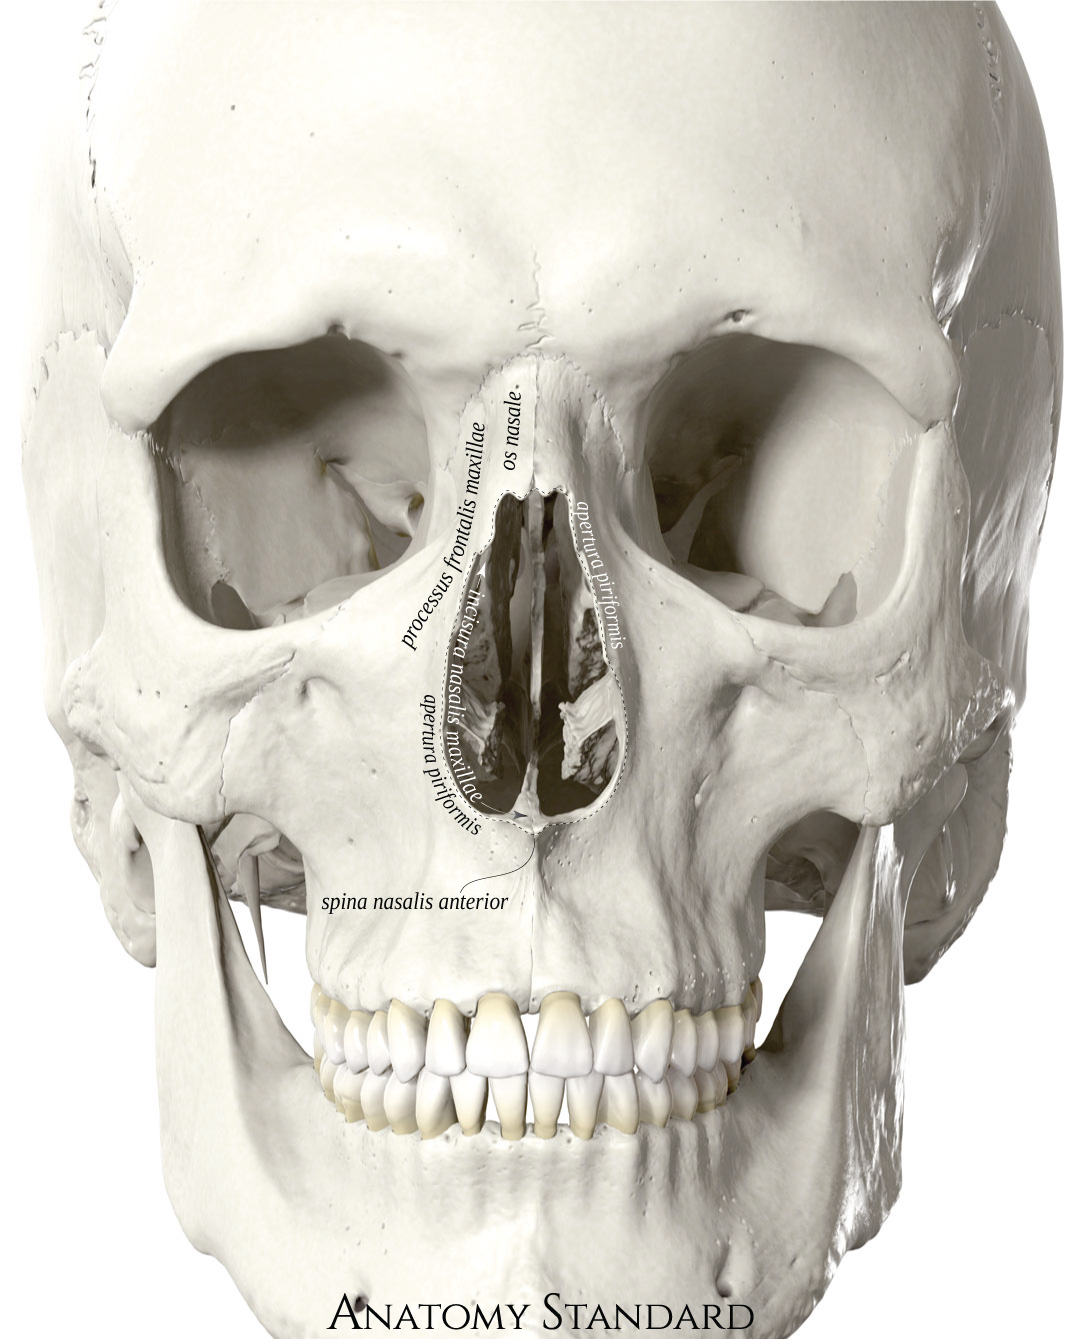 os nasale
processus frontalis maxillae
apertura piriformis
incisura nasalis maxillae
apertura piriformis
spina nasalis anterior
ANATOMY STANDARD